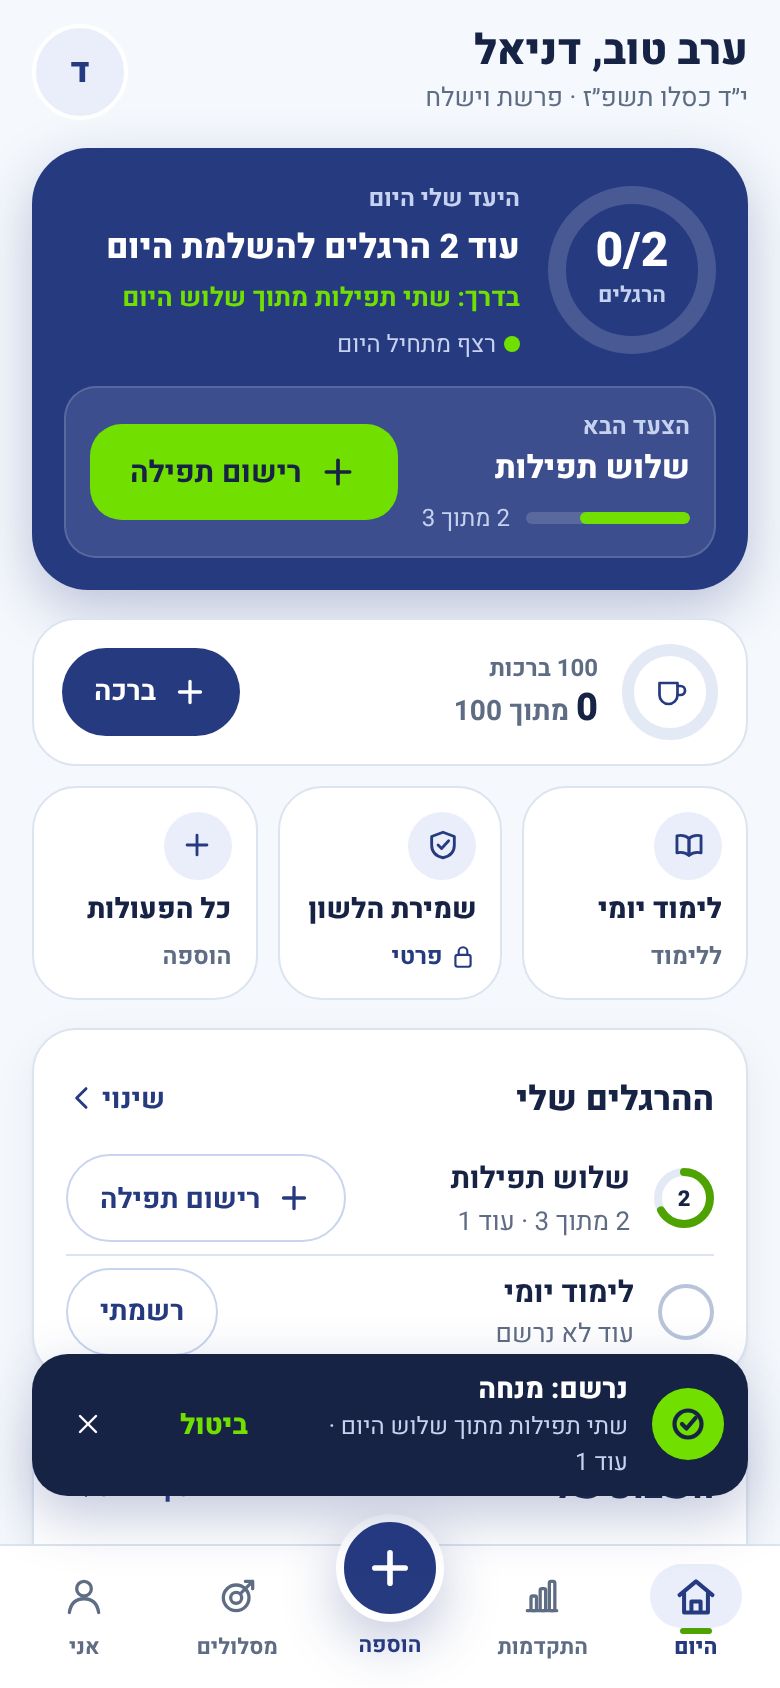 ערב טוב, דניאל
ד
י״ד כסלו תשפ״ז · פרשת וישלח
היעד שלי היום
0/2
הרגלים
עוד 2 הרגלים להשלמת היום
בדרך: שתי תפילות מתוך שלוש היום
רצף מתחיל היום
הצעד הבא
שלוש תפילות
2 מתוך 3
רישום תפילה
100 ברכות
0 מתוך 100
ברכה
לימוד יומי
ללימוד
שמירת הלשון
פרטי
כל הפעולות
הוספה
ההרגלים שלי
שינוי
2
שלוש תפילות
2 מתוך 3 · עוד 1
רישום תפילה
לימוד יומי
עוד לא נרשם
רשמתי
נרשם: מנחה
שתי תפילות מתוך שלוש היום ·
עוד 1
ביטול
היום
התקדמות
הוספה
מסלולים
אני